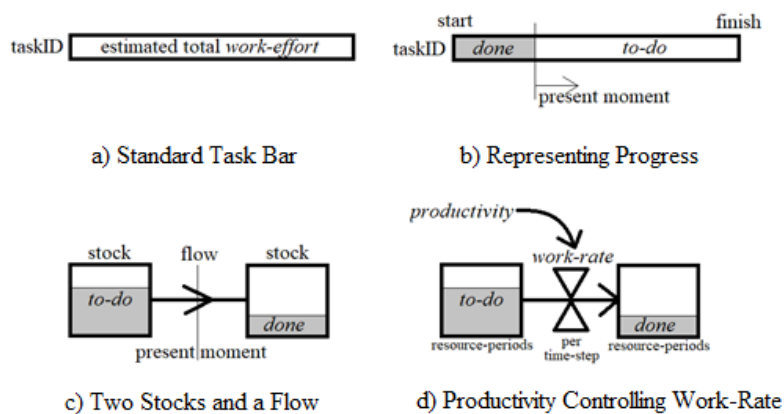 taskID estimated total work-effort
a) Standard Task Bar
start finish
taskID done to-do
present moment
b) Representing Progress
stock flow stock
to-do
done
present moment
c) Two Stocks and a Flow
productivity
work-rate
to-do
done
resource-periods per time-step resource-periods
d) Productivity Controlling Work-Rate